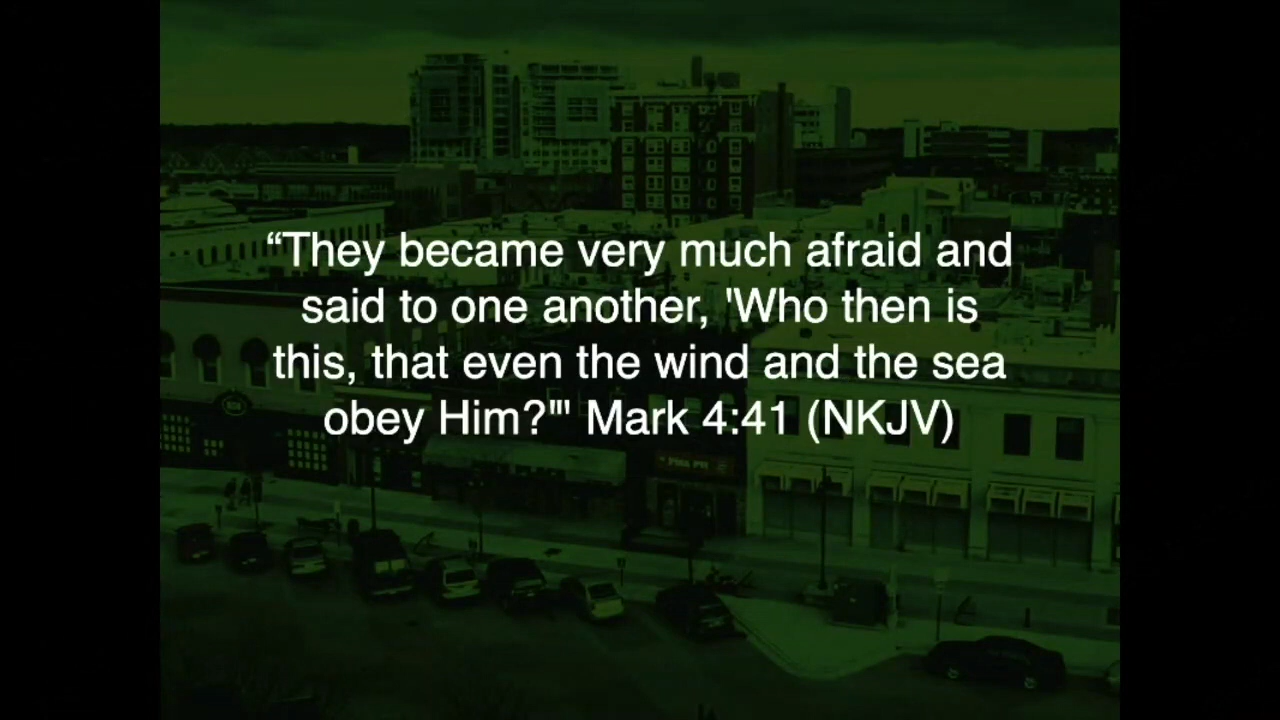 “They became very much afraid and
said to one another, 'Who then is
this, that even the wind and the sea
obey Him?'" Mark 4:41 (NKJV)